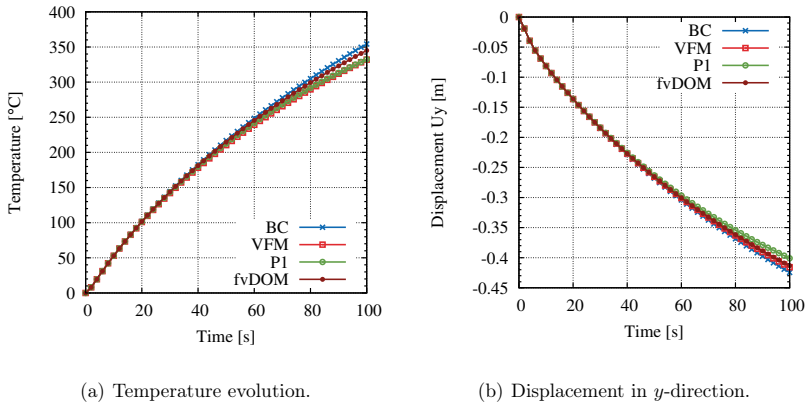 400
350
300
250
200
150
100
50
0
Temperature [°C]
BC
VFM
P1
fvDOM
0 20 40 60 80 100
Time [s]
(a) Temperature evolution.
0
-0.05
-0.1
-0.15
-0.2
-0.25
-0.3
-0.35
-0.4
-0.45
Displacement Uy [m]
BC
VFM
P1
fvDOM
0 20 40 60 80 100
Time [s]
(b) Displacement in y-direction.